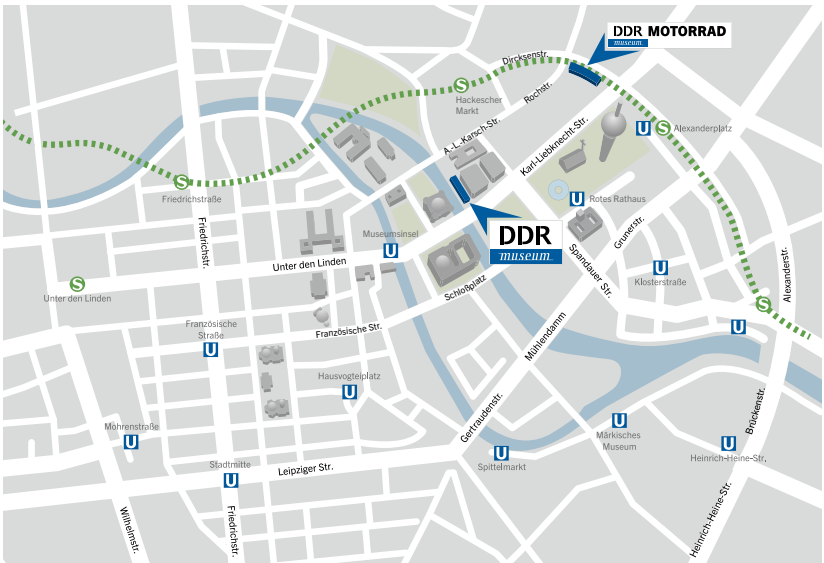 DDR MOTORRAD
museum
Dircksenstr.
Hackescher
Markt
Rochstr.
A.-L.-Karsch-Str.
Karl-Liebknecht-Str.
S
U
S
Alexanderplatz
S
Friedrichstraße
U
Rotes Rathaus
Museumsinsel
U
DDR
museum
Friedrichstr.
Unter den Linden
Schloßplatz
Spandauer Str.
Grunerstr.
U
Klosterstraße
Alexanderstr.
S
Unter den Linden
S
U
Französische
Straße
U
Französische Str.
Mühlendamm
Hausvogteiplatz
U
Gertraudenstr.
Brückenstr.
Mohrenstraße
U
U
Märkisches
Museum
U
Heinrich-Heine-Str.
Stadtmitte
U
Leipziger Str.
U
Spittelmarkt
Wilhelmstr.
Friedrichstr.
Heinrich-Heine-Str.